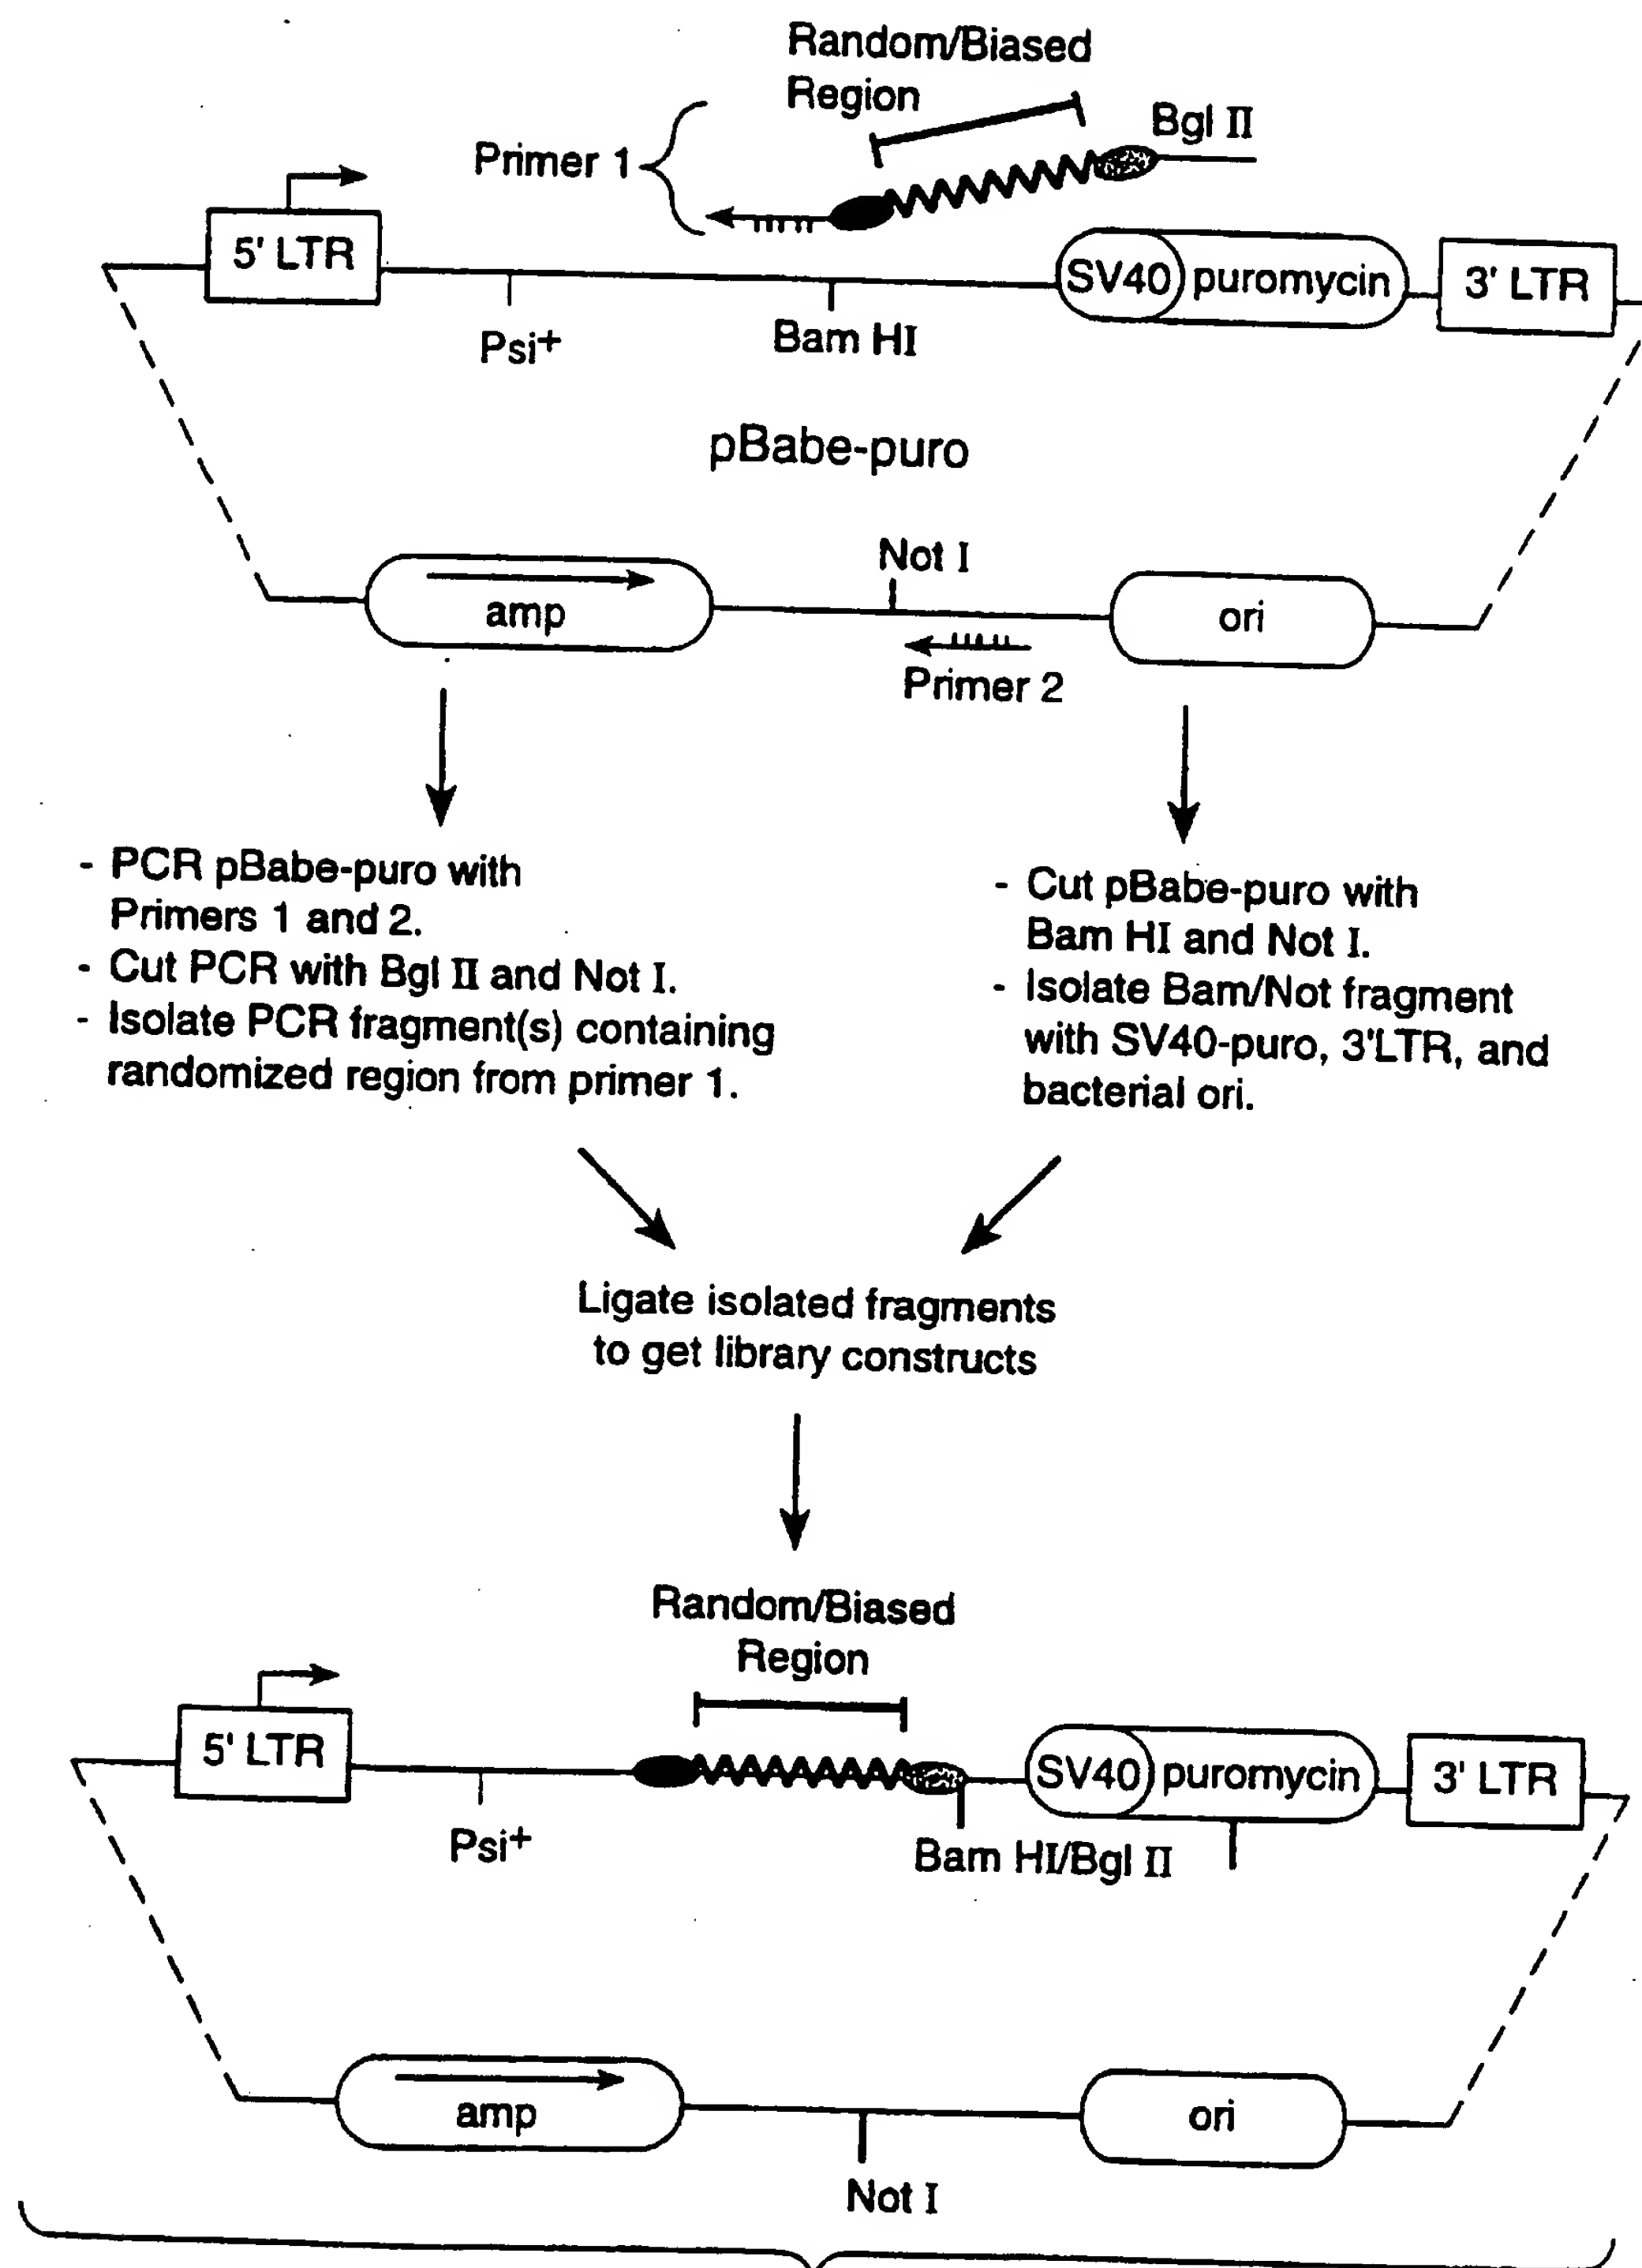 Random/Biased
Region
Bgl II
Primer 1
5' LTR
SV40 puromycin
3' LTR
Psi+
Bam HI
pBabe-puro
Not I
amp
ori
Primer 2
- PCR pBabe-puro with
Primers 1 and 2.
- Cut PCR with Bgl II and Not I.
- Isolate PCR fragment(s) containing
randomized region from primer 1.
- Cut pBabe-puro with
Bam HI and Not I.
- Isolate Bam/Not fragment
with SV40-puro, 3'LTR, and
bacterial ori.
Ligate isolated fragments
to get library constructs
Random/Biased
Region
5' LTR
SV40 puromycin
3' LTR
Psi+
Bam HI/Bgl II
amp
ori
Not I